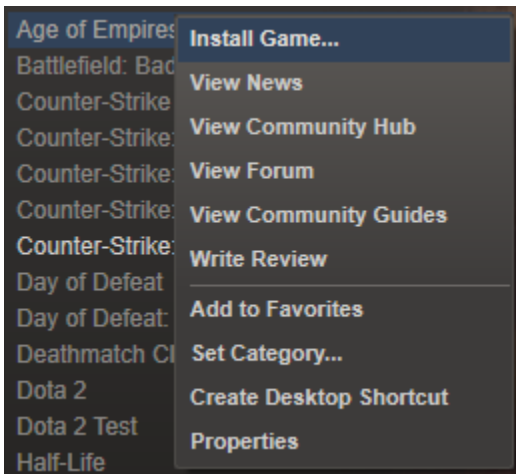 Age of Empires
Battlefield: Bad
Counter-Strike
Counter-Strike:
Counter-Strike:
Counter-Strike:
Counter-Strike:
Day of Defeat
Day of Defeat:
Deathmatch Cl
Dota 2
Dota 2 Test
Half-Life
Install Game...
View News
View Community Hub
View Forum
View Community Guides
Write Review
Add to Favorites
Set Category...
Create Desktop Shortcut
Properties